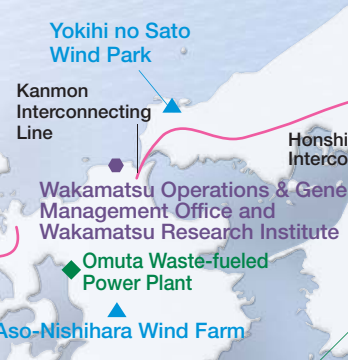 Yokihi no Sato
Wind Park
Kanmon
Interconnecting
Line
Honshi
Interco
Wakamatsu Operations & Gene
Management Office and
Wakamatsu Research Institute
Omuta Waste-fueled
Power Plant
Aso-Nishihara Wind Farm